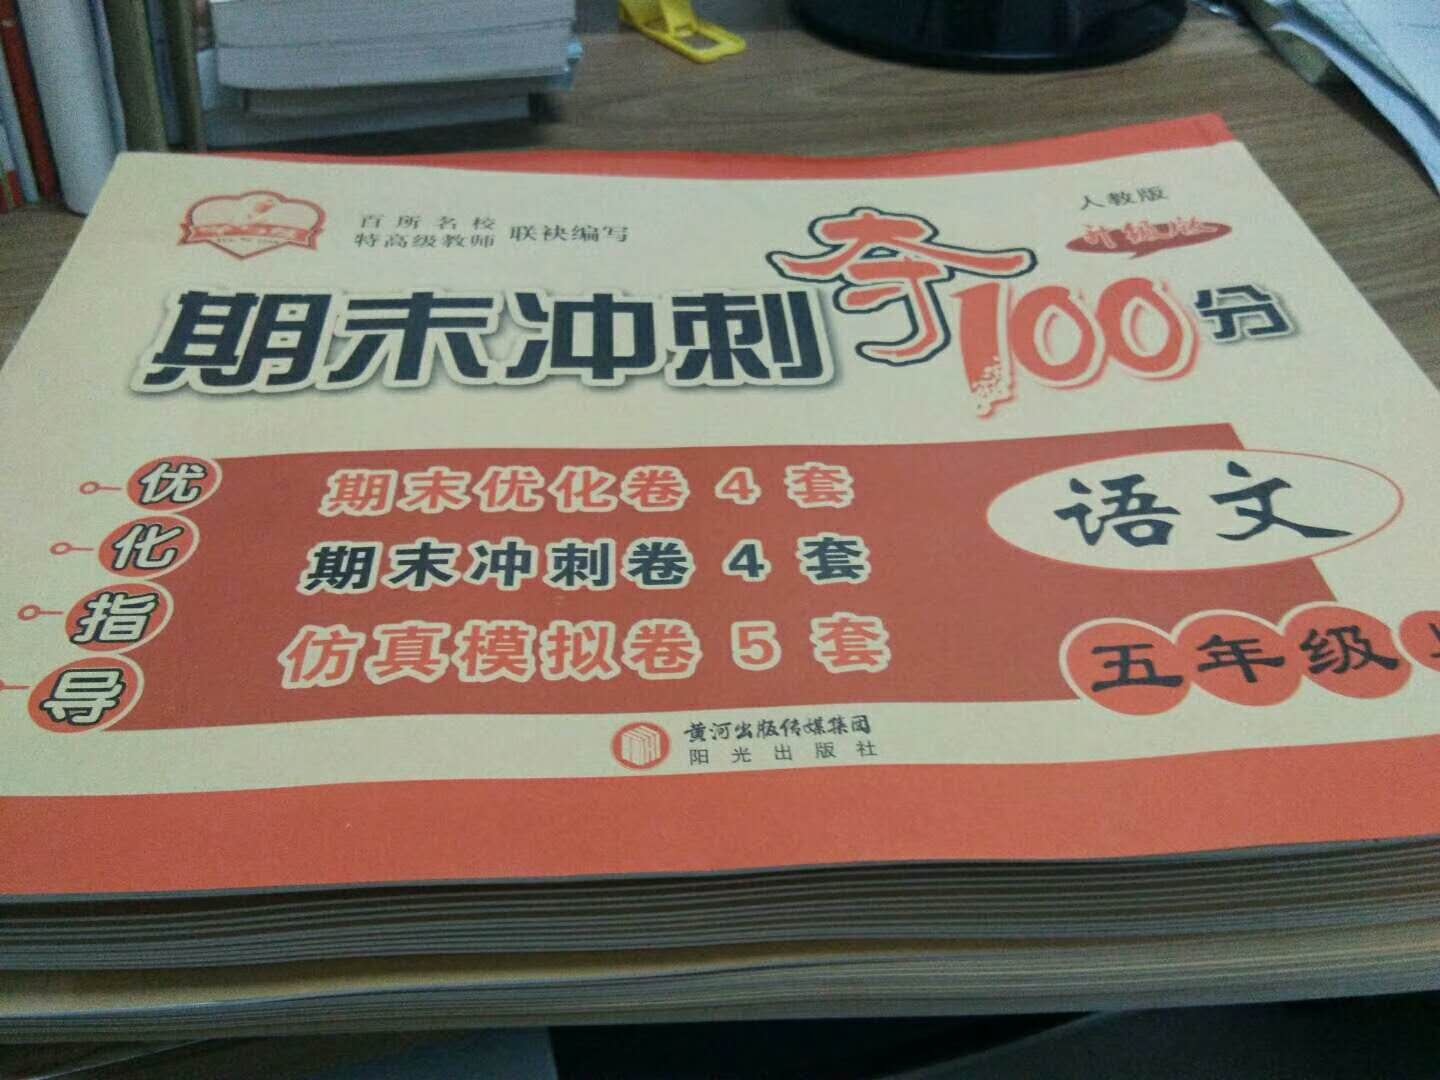 百所名校
特高级教师
联袂编写
人教版
升级版
期末冲刺夺100分
优化指导
期末优化卷4套
期末冲刺卷4套
仿真模拟卷5套
语文
五年级
黄河出版传媒集团
阳光出版社